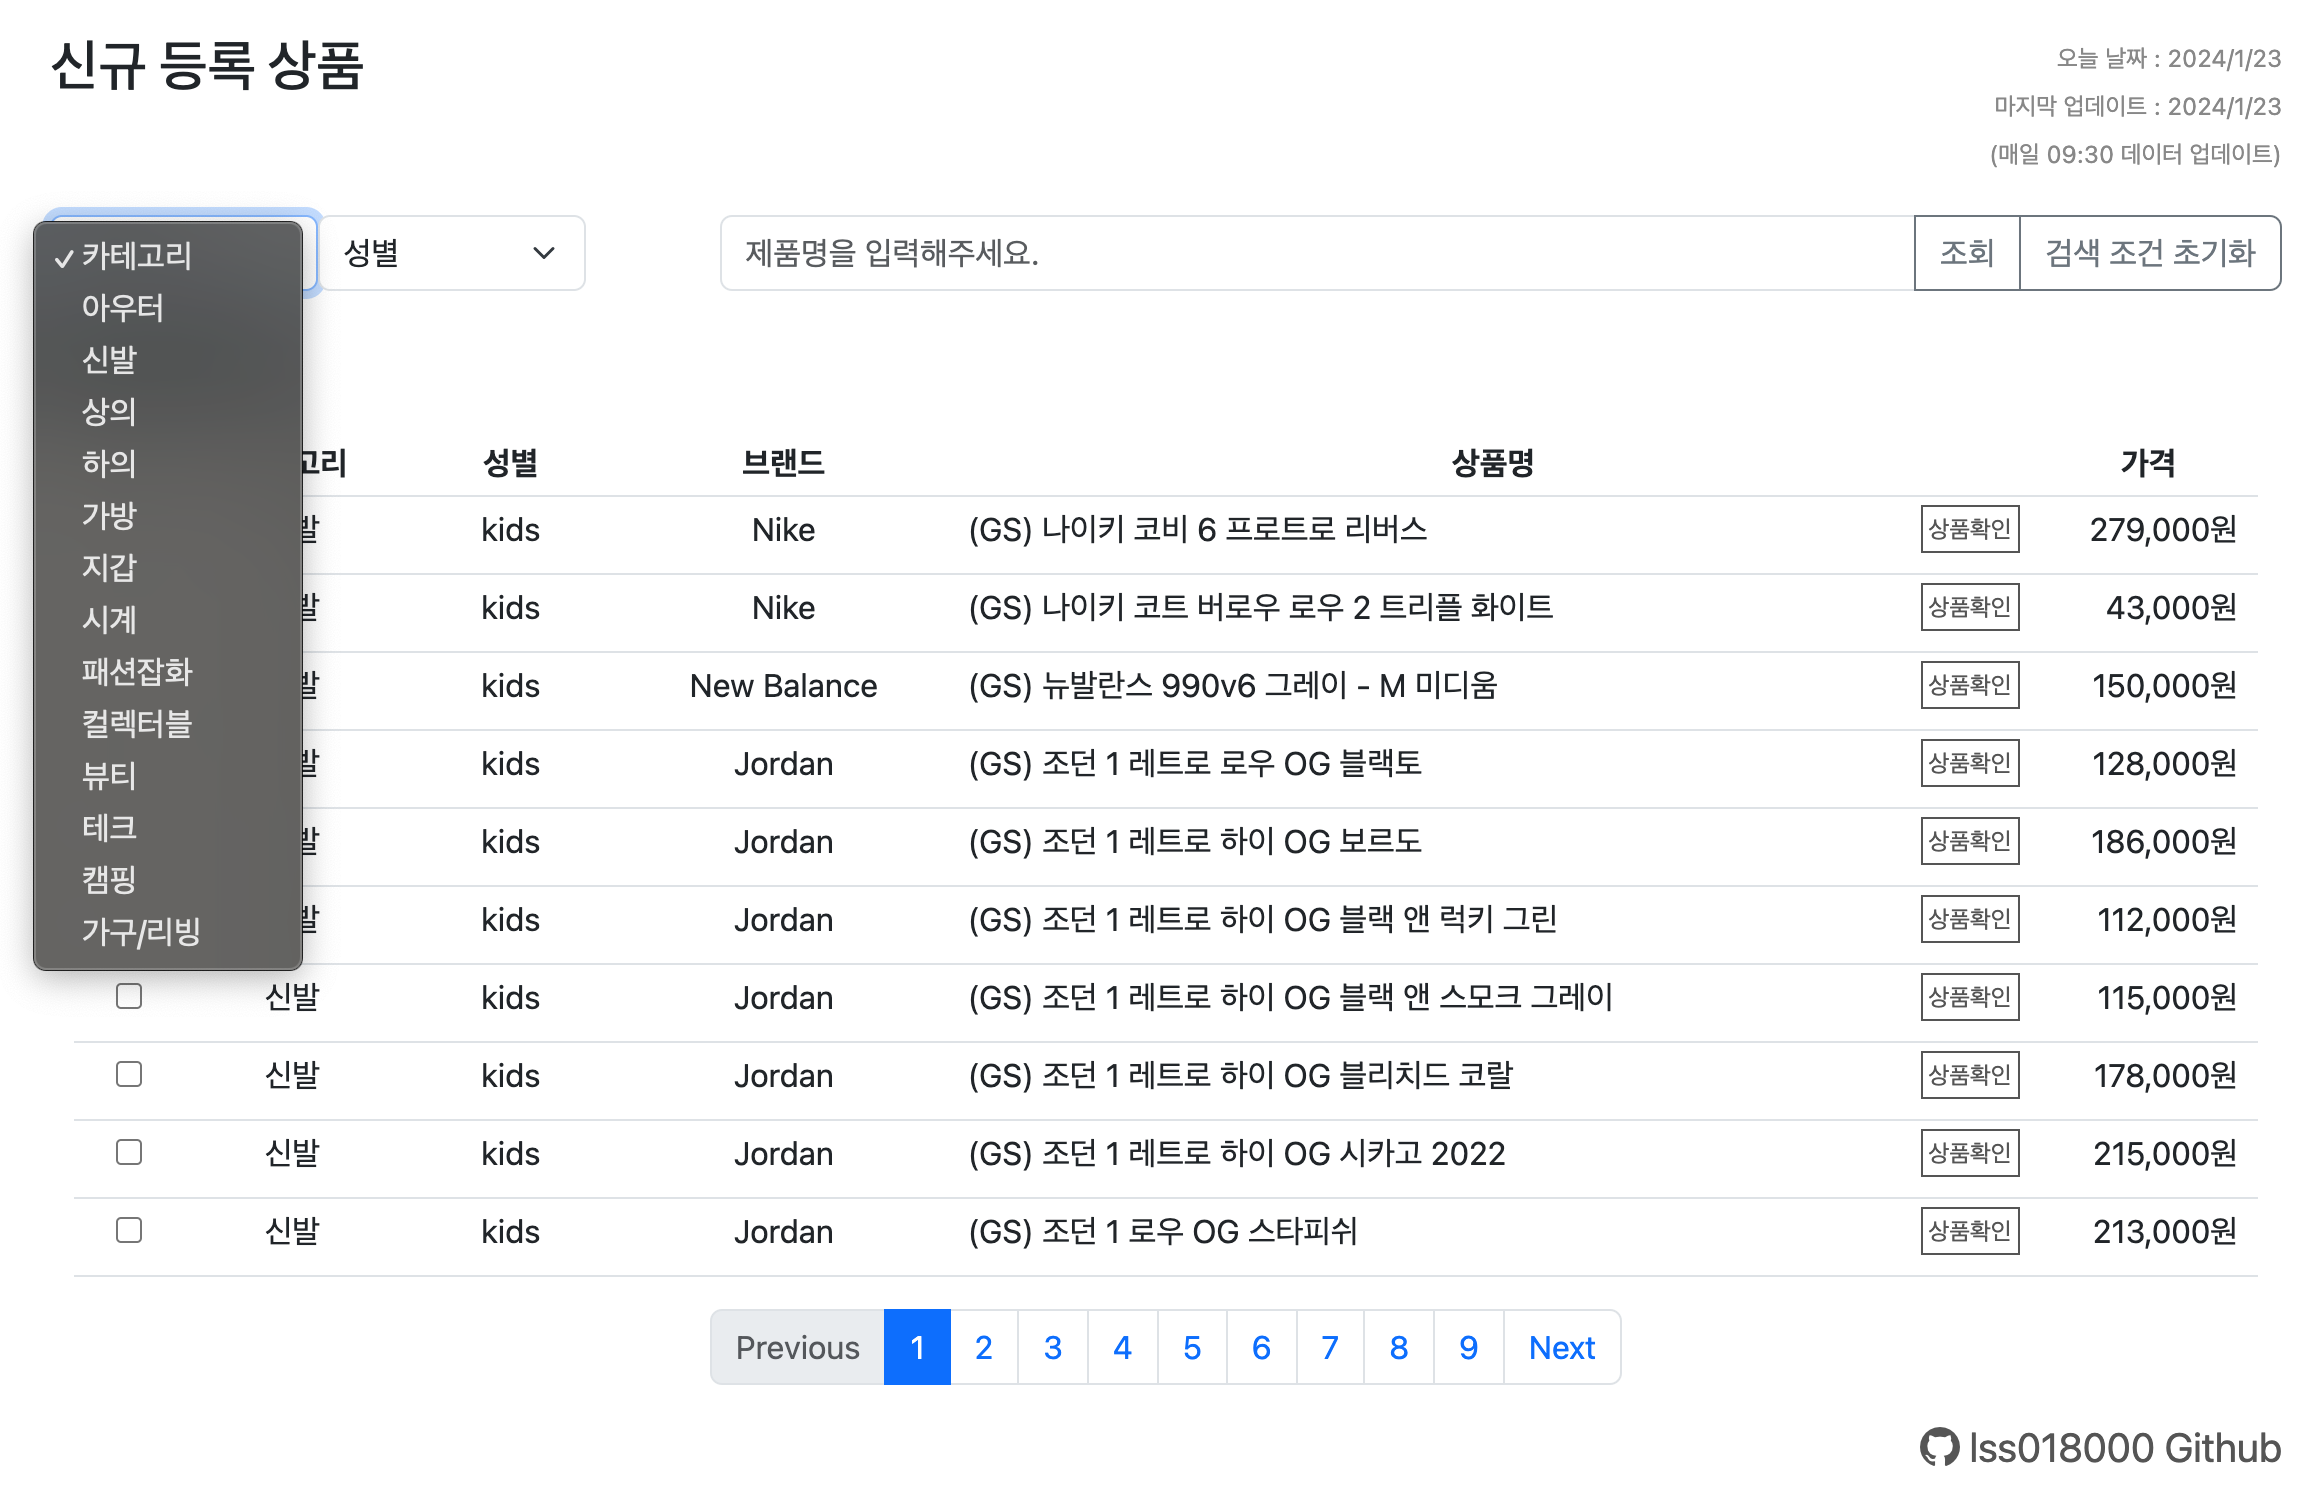 신규 등록 상품
오늘 날짜 : 2024/1/23
마지막 업데이트 : 2024/1/23
(매일 09:30 데이터 업데이트)
✓ 카테고리
아우터
신발
상의
하의
가방
지갑
시계
패션잡화
컬렉터블
뷰티
테크
캠핑
가구/리빙
성별
제품명을 입력해주세요. 조회 검색 조건 초기화
고리 성별 브랜드 상품명 가격
발 kids Nike (GS) 나이키 코비 6 프로트로 리버스 상품확인 279,000원
발 kids Nike (GS) 나이키 코트 버로우 로우 2 트리플 화이트 상품확인 43,000원
발 kids New Balance (GS) 뉴발란스 990v6 그레이 - M 미디움 상품확인 150,000원
발 kids Jordan (GS) 조던 1 레트로 로우 OG 블랙토 상품확인 128,000원
발 kids Jordan (GS) 조던 1 레트로 하이 OG 보르도 상품확인 186,000원
발 kids Jordan (GS) 조던 1 레트로 하이 OG 블랙 앤 럭키 그린 상품확인 112,000원
신발 kids Jordan (GS) 조던 1 레트로 하이 OG 블랙 앤 스모크 그레이 상품확인 115,000원
신발 kids Jordan (GS) 조던 1 레트로 하이 OG 블리치드 코랄 상품확인 178,000원
신발 kids Jordan (GS) 조던 1 레트로 하이 OG 시카고 2022 상품확인 215,000원
신발 kids Jordan (GS) 조던 1 로우 OG 스타피쉬 상품확인 213,000원
Previous 1 2 3 4 5 6 7 8 9 Next
lss018000 Github